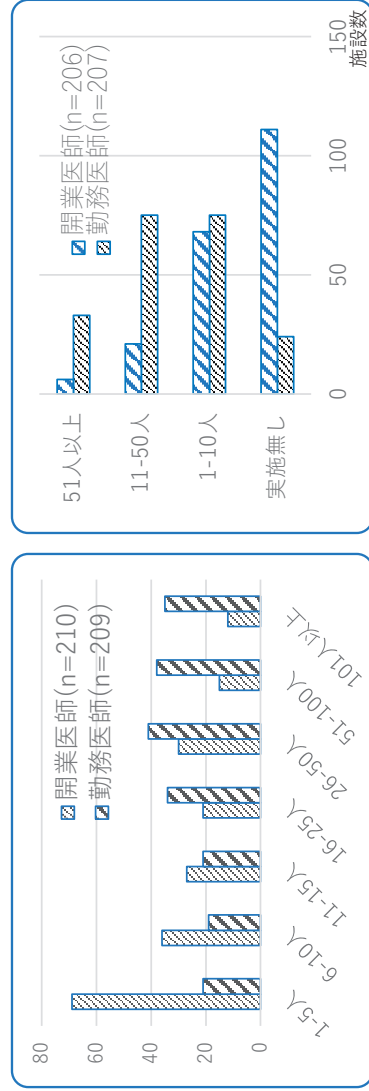 開業医師(n=210)
勤務医師(n=209)
80
60
40
20
0
1-5人
6-10人
11-15人
16-25人
26-50人
51-100人
101人以上
開業医師(n=206)
勤務医師(n=207)
51人以上
11-50人
1-10人
実施無し
0
50
100
150
施設数